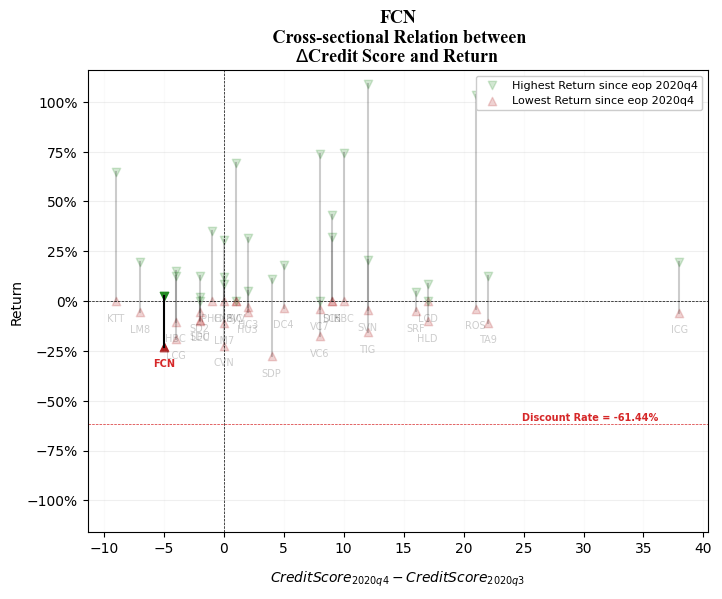 FCN
Cross-sectional Relation between
ΔCredit Score and Return
Highest Return since eop 2020q4
Lowest Return since eop 2020q4
100%
75%
50%
25%
0%
−25%
−50%
−75%
−100%
Return
KTT
LM8
FCN
LM7
CVN
HG3
DC4
SDP
VC7
VC6
SVN
TIG
SRF
HLD
ROS
TA9
ICG
Discount Rate = -61.44%
−10
−5
0
5
10
15
20
25
30
35
40
CreditScore2020q4 − CreditScore2020q3